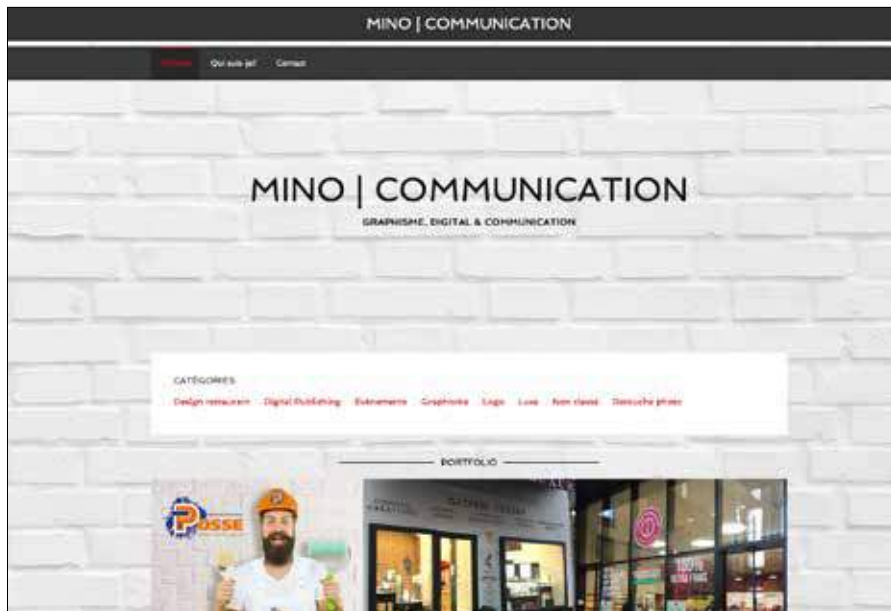 MINO | COMMUNICATION
Qui suis je? Contact
MINO | COMMUNICATION
GRAPHISME, DIGITAL & COMMUNICATION
CATÉGORIES
Design restaurant Digital Publishing Evènements Graphisme Logo Luxe Non classé Retouche photo
PORTFOLIO
POSSE
100%